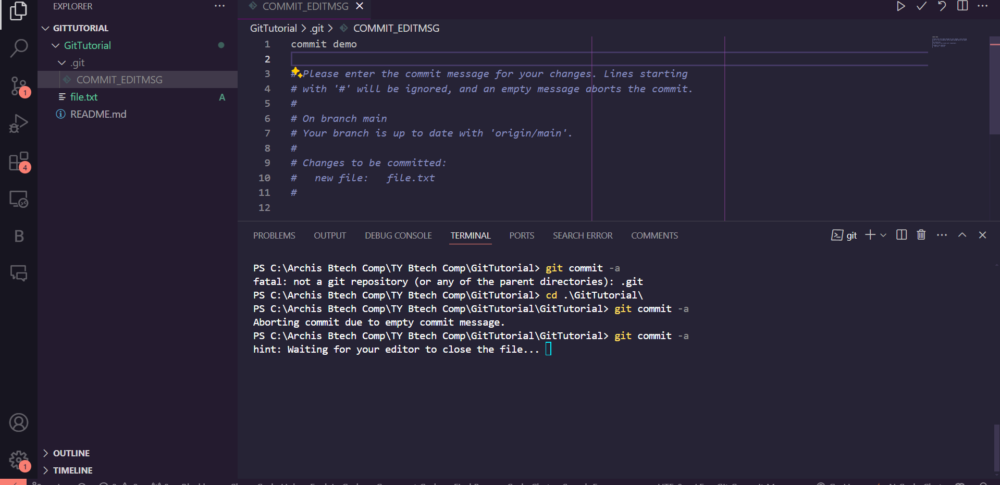 EXPLORER
GITTUTORIAL
GitTutorial
.git
COMMIT_EDITMSG
file.txt A
README.md
1
4
B
1
OUTLINE
TIMELINE
COMMIT_EDITMSG
GitTutorial > .git > COMMIT_EDITMSG
1 commit demo
2
3 # Please enter the commit message for your changes. Lines starting
4 # with '#' will be ignored, and an empty message aborts the commit.
5 #
6 # On branch main
7 # Your branch is up to date with 'origin/main'.
8 #
9 # Changes to be committed:
10 # new file: file.txt
11 #
12
PROBLEMS OUTPUT DEBUG CONSOLE TERMINAL PORTS SEARCH ERROR COMMENTS
git
PS C:\Archis Btech Comp\TY Btech Comp\GitTutorial> git commit -a
fatal: not a git repository (or any of the parent directories): .git
PS C:\Archis Btech Comp\TY Btech Comp\GitTutorial> cd .\GitTutorial\
PS C:\Archis Btech Comp\TY Btech Comp\GitTutorial\GitTutorial> git commit -a
Aborting commit due to empty commit message.
PS C:\Archis Btech Comp\TY Btech Comp\GitTutorial\GitTutorial> git commit -a
hint: Waiting for your editor to close the file...